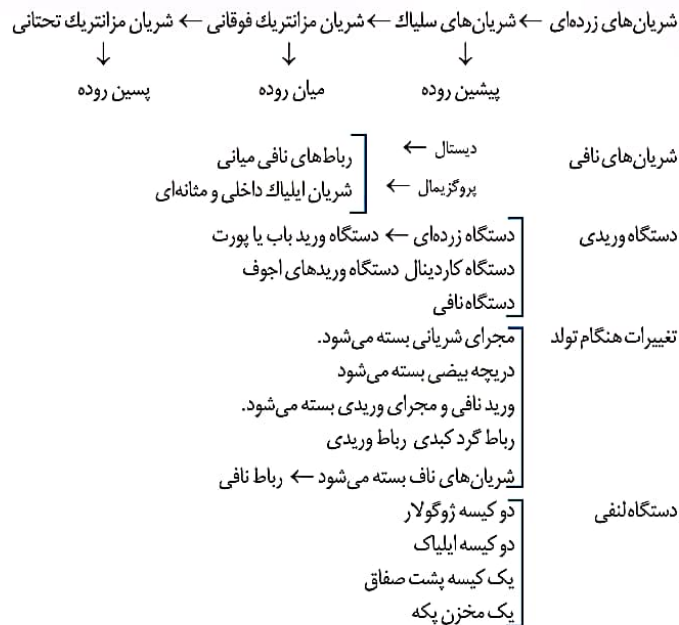 شریان‌های زرده‌ای ← شریان‌های سلیاك ← شریان مزانتریك فوقانی ← شریان مزانتریك تحتانی
↓ ↓ ↓
پیشین روده میان روده پسین روده
شریان‌های نافی
دیستال ← رباط‌های نافی میانی
پروگزیمال ← شریان ایلیاك داخلی و مثانه‌ای
دستگاه وریدی
دستگاه زرده‌ای ← دستگاه ورید باب یا پورت
دستگاه کاردینال دستگاه وریدهای اجوف
دستگاه نافی
تغییرات هنگام تولد
مجرای شریانی بسته می‌شود.
دریچه بیضی بسته می‌شود
ورید نافی و مجرای وریدی بسته می‌شود.
رباط گرد کبدی رباط وریدی
شریان‌های ناف بسته می‌شود ← رباط نافی
دستگاه لنفی
دو کیسه ژوگولار
دو کیسه ایلیاک
یک کیسه پشت صفاق
یک مخزن پکه